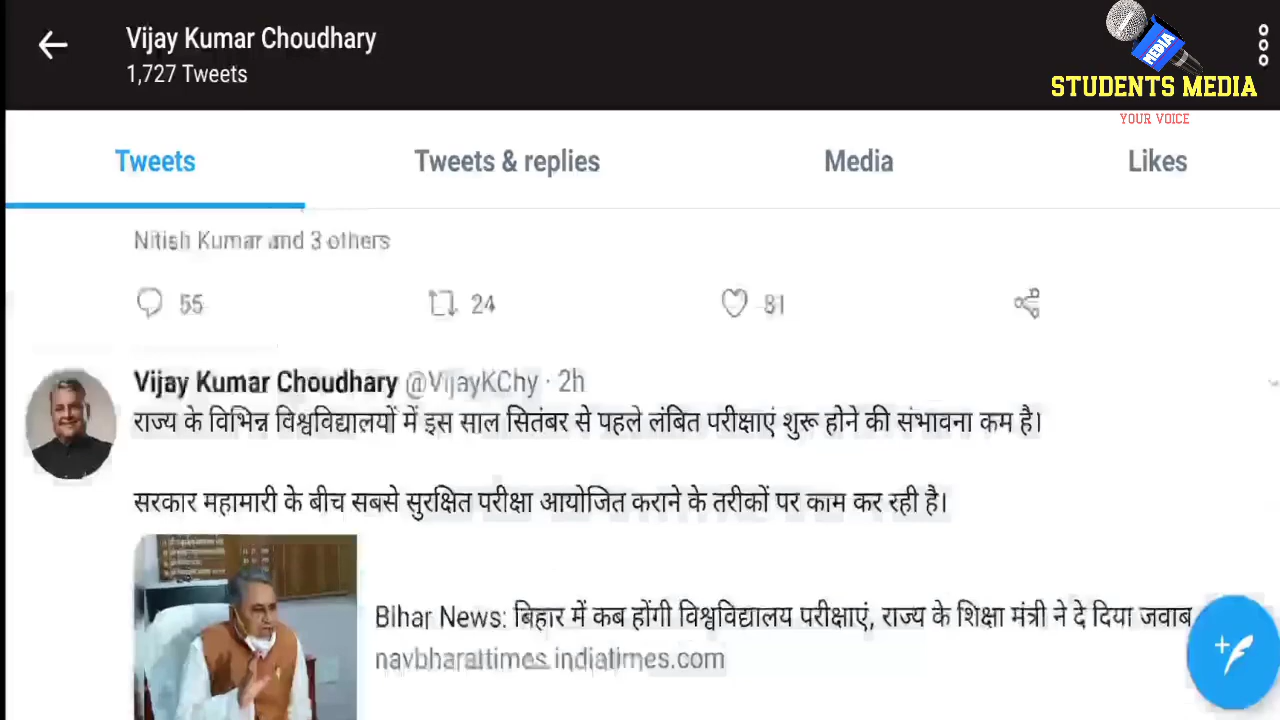 Vijay Kumar Choudhary
1,727 Tweets
MEDIA
STUDENTS MEDIA
YOUR VOICE
Tweets
Tweets & replies
Media
Likes
Nitish Kumar and 3 others
55
24
81
Vijay Kumar Choudhary @VijayKChy · 2h
राज्य के विभिन्न विश्वविद्यालयों में इस साल सितंबर से पहले लंबित परीक्षाएं शुरू होने की संभावना कम है।
सरकार महामारी के बीच सबसे सुरक्षित परीक्षा आयोजित कराने के तरीकों पर काम कर रही है।
Bihar News: बिहार में कब होंगी विश्वविद्यालय परीक्षाएं, राज्य के शिक्षा मंत्री ने दे दिया जवाब
navbharattimes.indiatimes.com